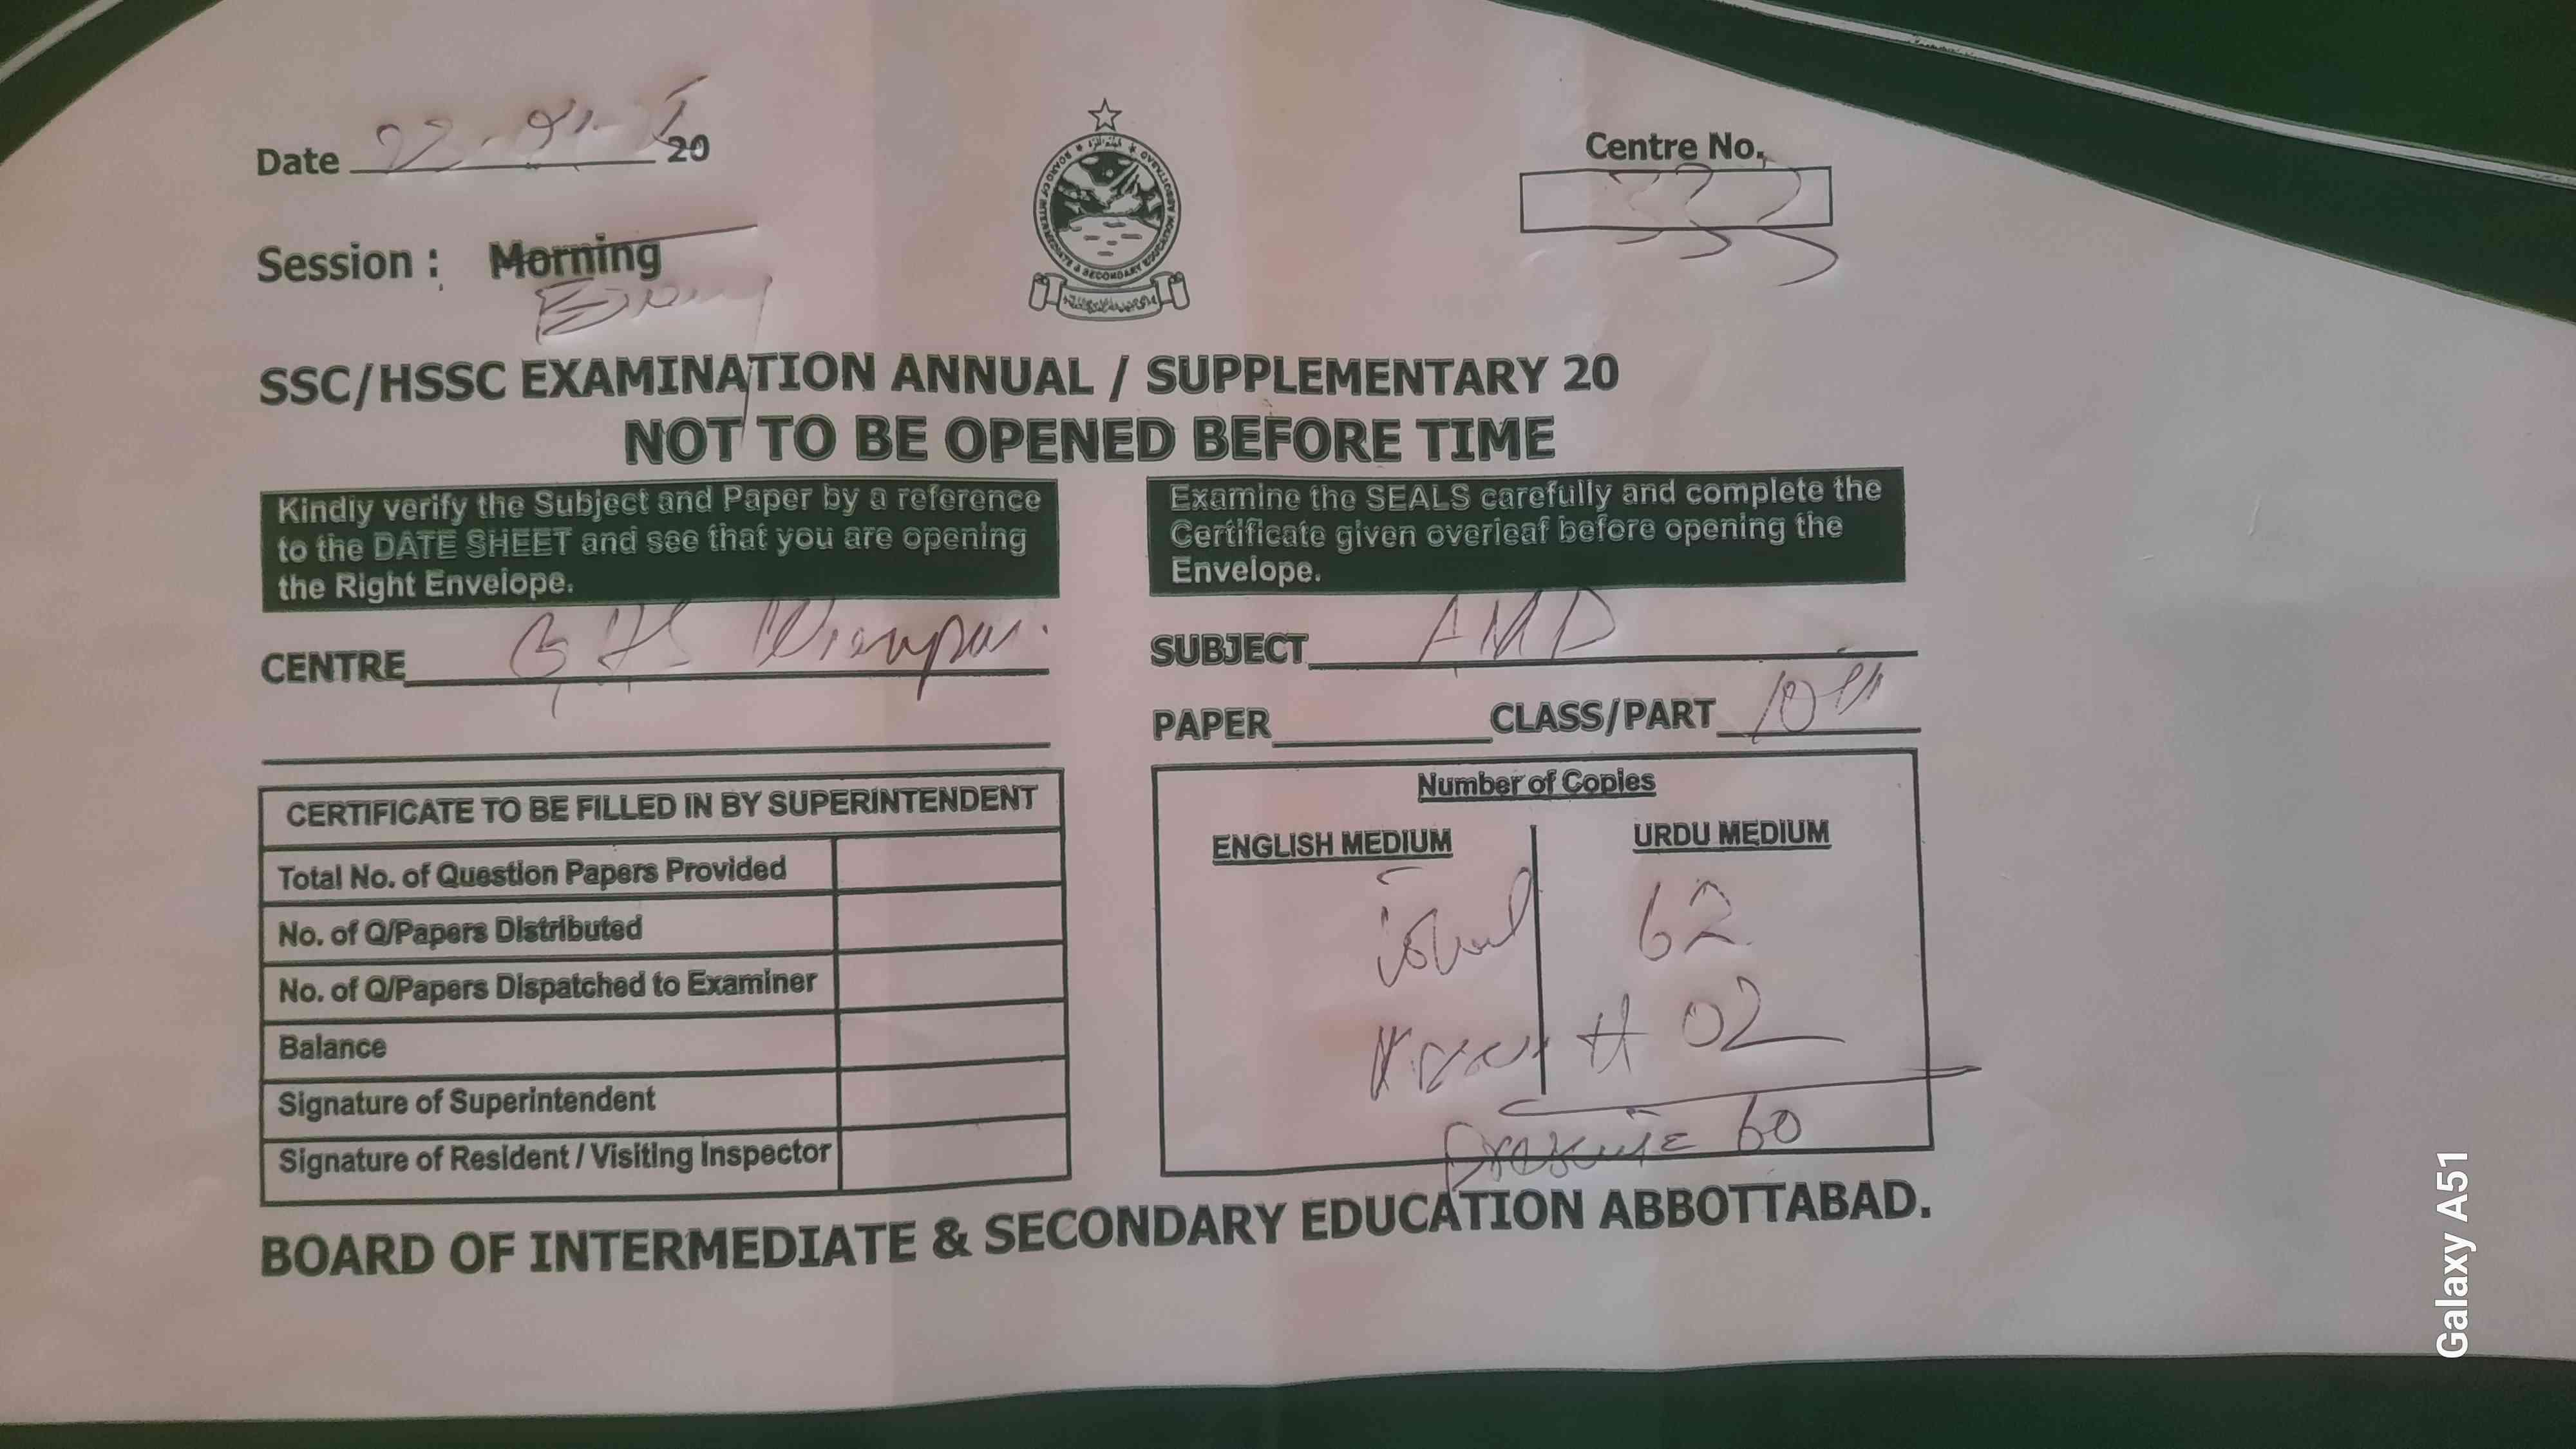 Date 22-04- 20
Centre No.
333
Session : Morning
Evening
SSC/HSSC EXAMINATION ANNUAL / SUPPLEMENTARY 20
NOT TO BE OPENED BEFORE TIME
Kindly verify the Subject and Paper by a reference
to the DATE SHEET and see that you are opening
the Right Envelope.
Examine the SEALS carefully and complete the
Certificate given overleaf before opening the
Envelope.
CENTRE GHS
SUBJECT
PAPER CLASS/PART 10th
CERTIFICATE TO BE FILLED IN BY SUPERINTENDENT
Total No. of Question Papers Provided
No. of Q/Papers Distributed
No. of Q/Papers Dispatched to Examiner
Balance
Signature of Superintendent
Signature of Resident / Visiting Inspector
Number of Copies
ENGLISH MEDIUM URDU MEDIUM
Total 62
# 02
60
BOARD OF INTERMEDIATE & SECONDARY EDUCATION ABBOTTABAD.
Galaxy A51